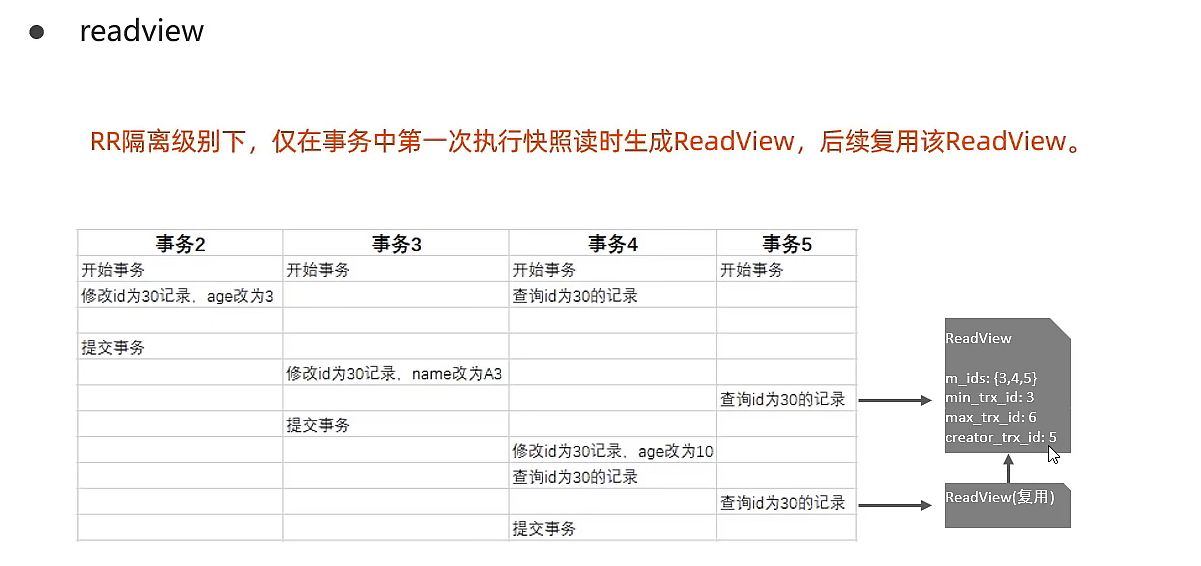 ● readview
RR隔离级别下，仅在事务中第一次执行快照读时生成ReadView，后续复用该ReadView。
事务2 事务3 事务4 事务5
开始事务 开始事务 开始事务 开始事务
修改id为30记录，age改为3 查询id为30的记录
提交事务
修改id为30记录，name改为A3
查询id为30的记录
提交事务
修改id为30记录，age改为10
查询id为30的记录
查询id为30的记录
提交事务
ReadView
m_ids: {3,4,5}
min_trx_id: 3
max_trx_id: 6
creator_trx_id: 5
ReadView(复用)